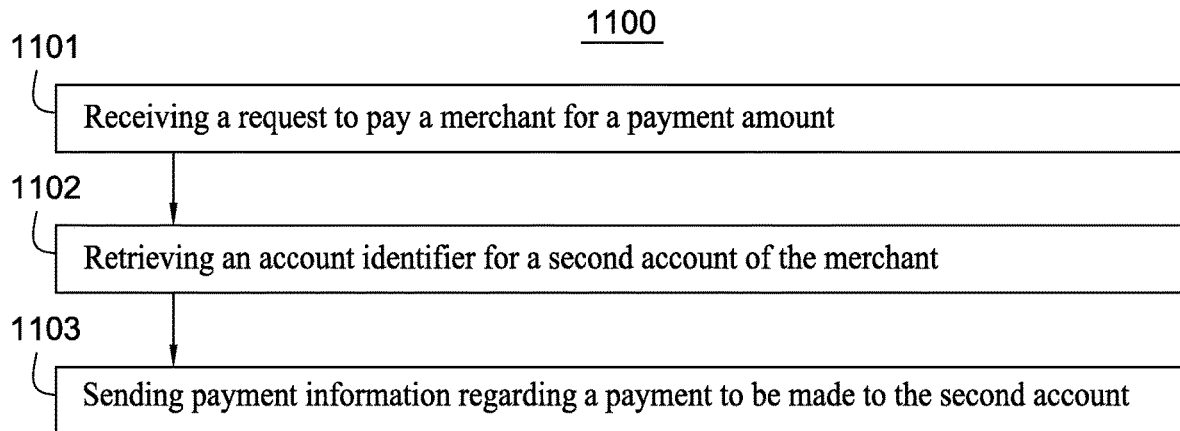 1100
1101
Receiving a request to pay a merchant for a payment amount
1102
Retrieving an account identifier for a second account of the merchant
1103
Sending payment information regarding a payment to be made to the second account